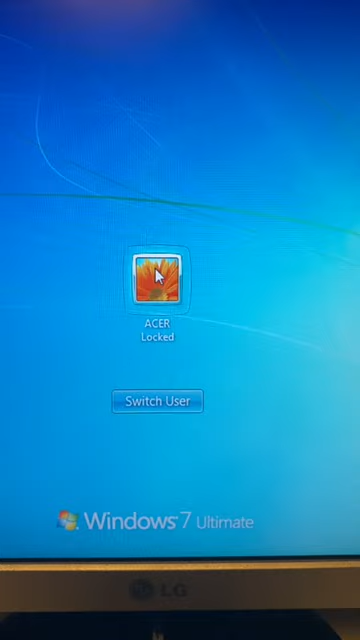 ACER
Locked
Switch User
Windows 7 Ultimate
LG